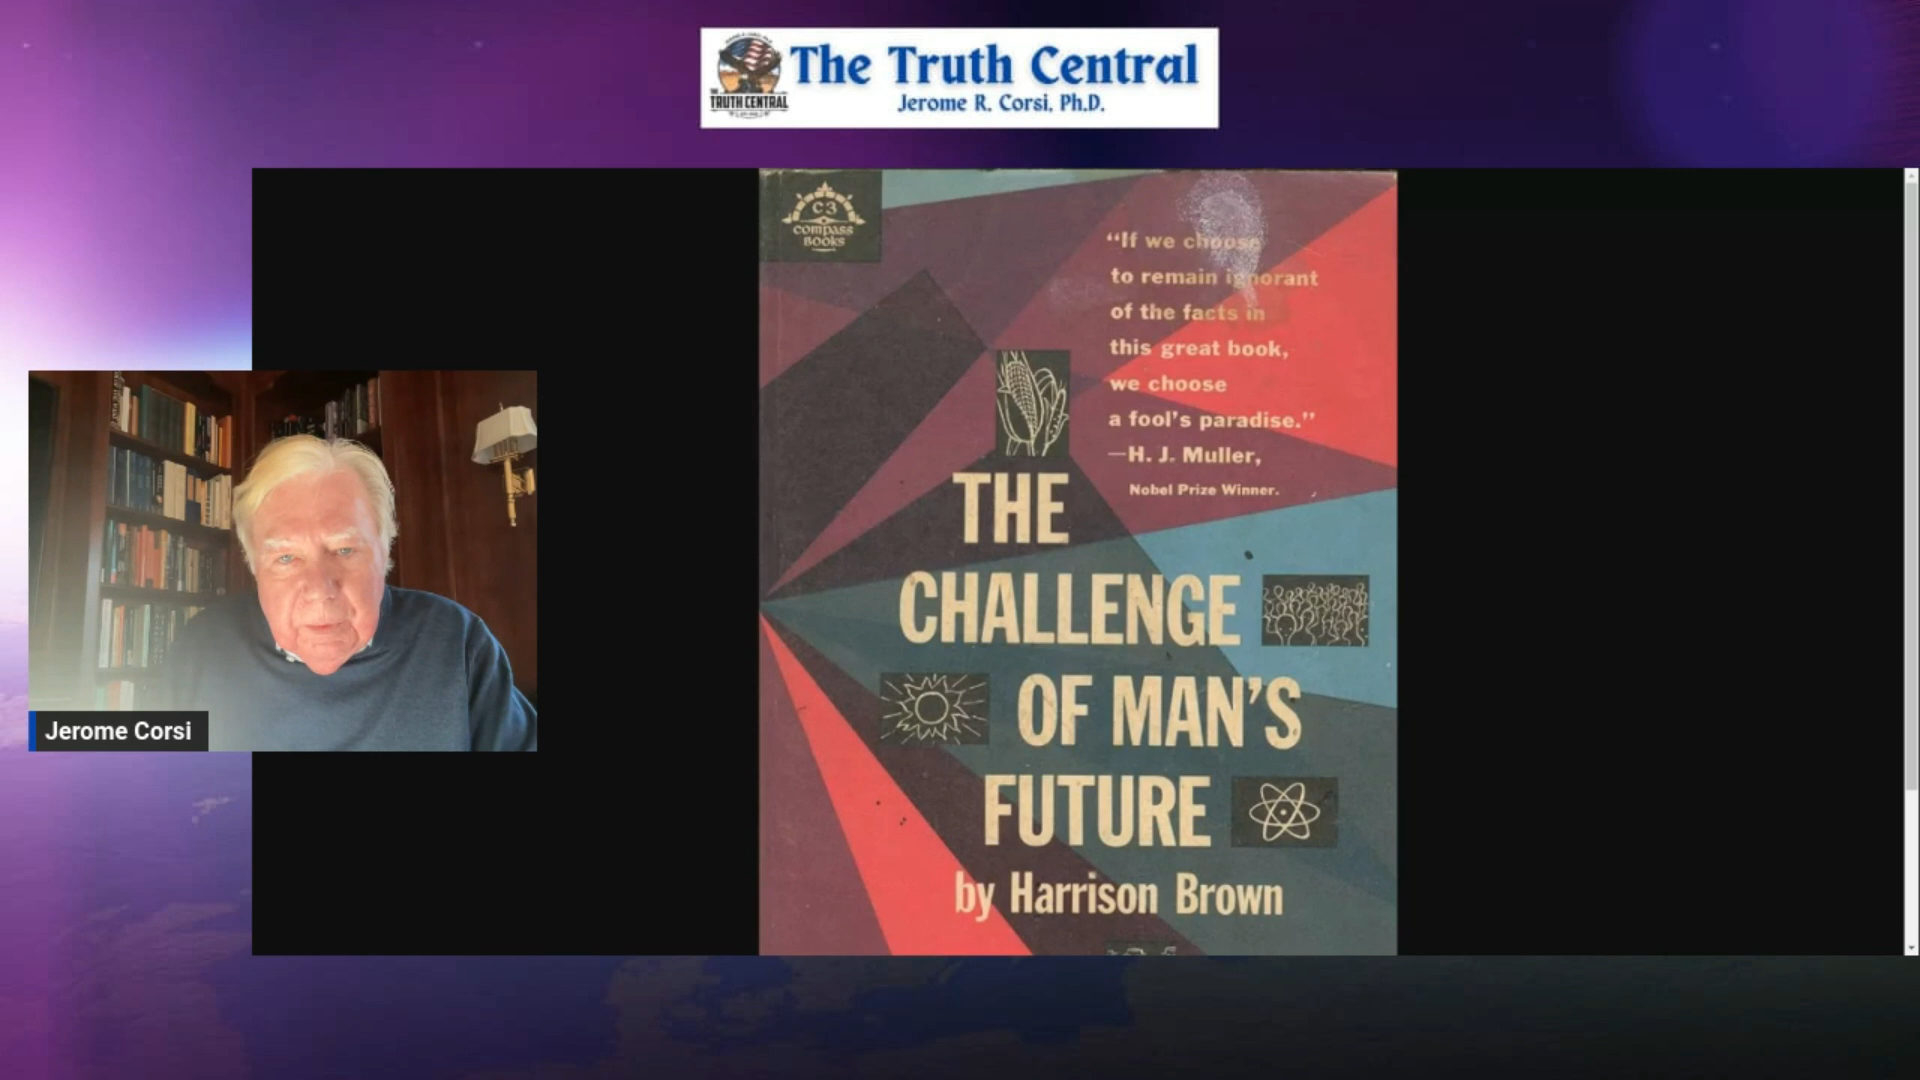 THE
TRUTH CENTRAL
The Truth Central
Jerome R. Corsi, Ph.D.
C3
COMPASS
BOOKS
“If we choose
to remain ignorant
of the facts in
this great book,
we choose
a fool's paradise.”
—H. J. Muller,
Nobel Prize Winner.
THE
CHALLENGE
OF MAN'S
FUTURE
by Harrison Brown
Jerome Corsi